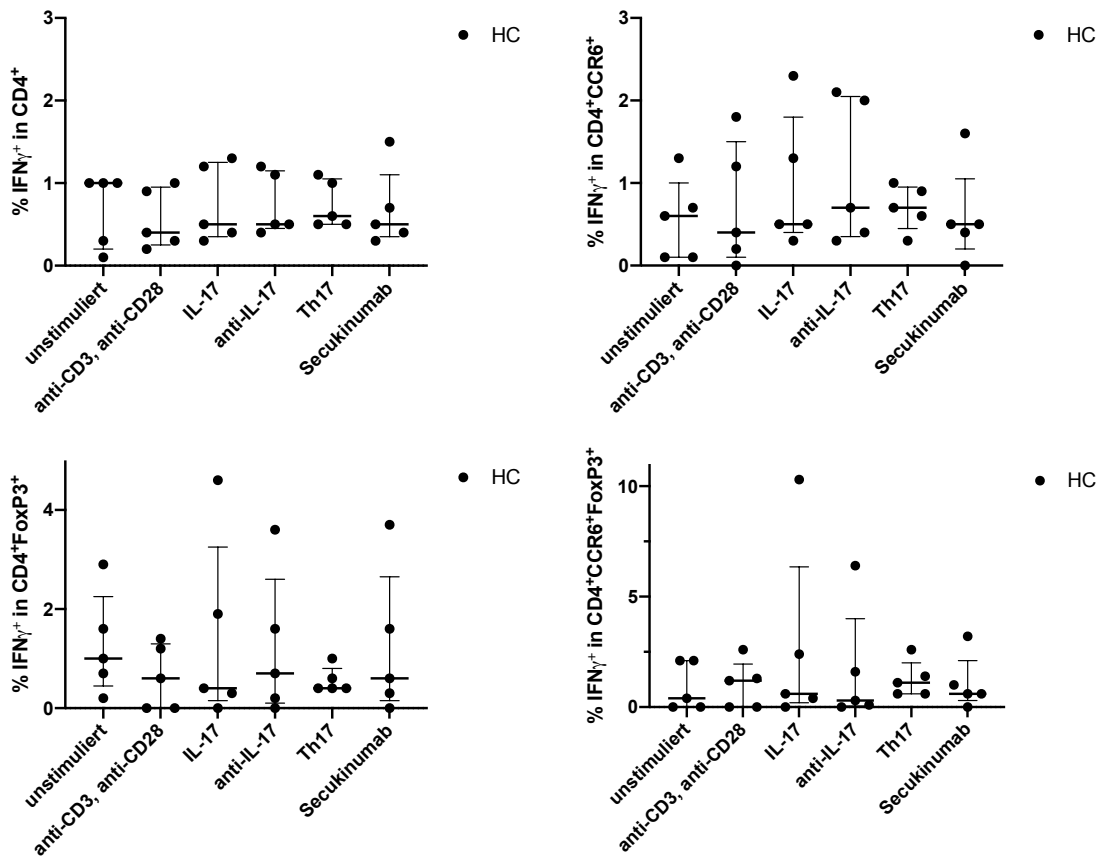 % IFNγ⁺ in CD4⁺
3
2
1
0
HC
unstimuliert
anti-CD3, anti-CD28
IL-17
anti-IL-17
Th17
Secukinumab
% IFNγ⁺ in CD4⁺CCR6⁺
3
2
1
0
HC
unstimuliert
anti-CD3, anti-CD28
IL-17
anti-IL-17
Th17
Secukinumab
% IFNγ⁺ in CD4⁺FoxP3⁺
4
2
0
HC
unstimuliert
anti-CD3, anti-CD28
IL-17
anti-IL-17
Th17
Secukinumab
% IFNγ⁺ in CD4⁺CCR6⁺FoxP3⁺
10
5
0
HC
unstimuliert
anti-CD3, anti-CD28
IL-17
anti-IL-17
Th17
Secukinumab